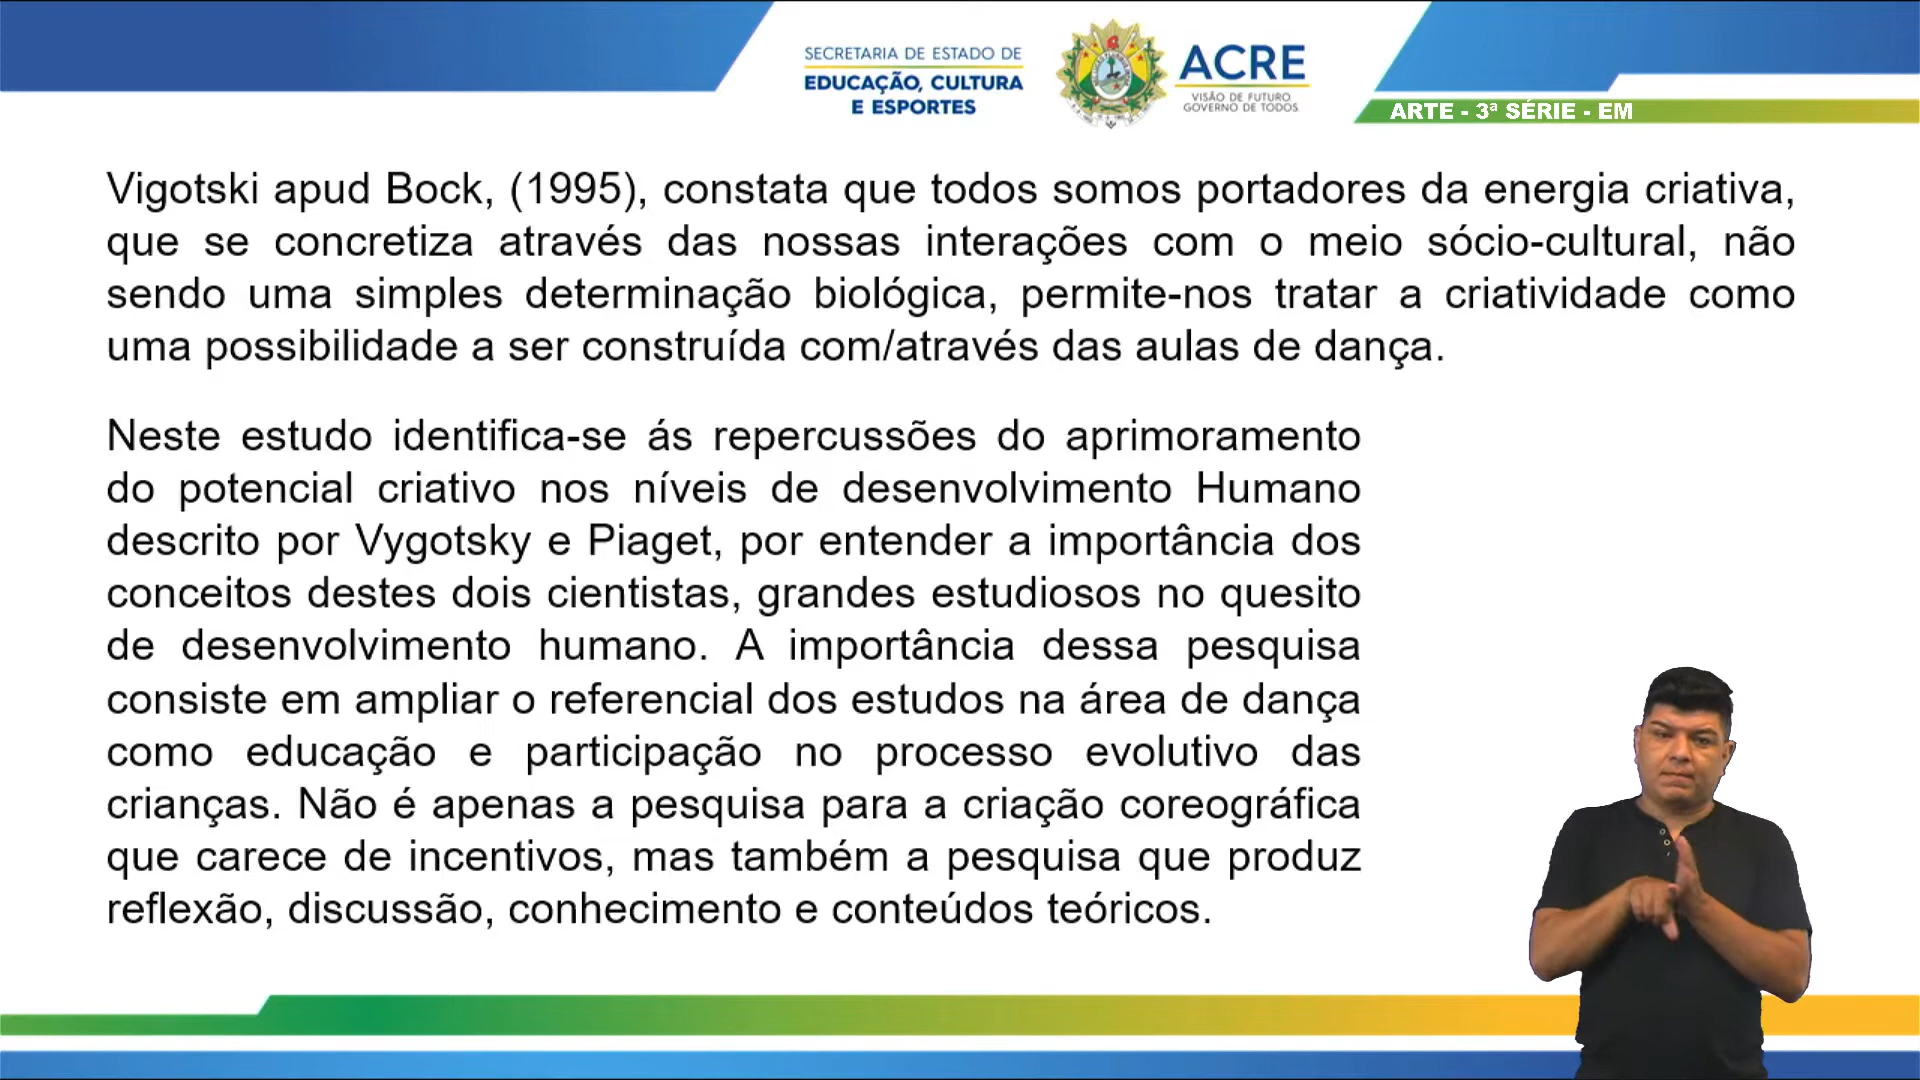 SECRETARIA DE ESTADO DE
EDUCAÇÃO, CULTURA
E ESPORTES
ACRE
VISÃO DE FUTURO
GOVERNO DE TODOS
ARTE - 3ª SÉRIE - EM
Vigotski apud Bock, (1995), constata que todos somos portadores da energia criativa,
que se concretiza através das nossas interações com o meio sócio-cultural, não
sendo uma simples determinação biológica, permite-nos tratar a criatividade como
uma possibilidade a ser construída com/através das aulas de dança.
Neste estudo identifica-se ás repercussões do aprimoramento
do potencial criativo nos níveis de desenvolvimento Humano
descrito por Vygotsky e Piaget, por entender a importância dos
conceitos destes dois cientistas, grandes estudiosos no quesito
de desenvolvimento humano. A importância dessa pesquisa
consiste em ampliar o referencial dos estudos na área de dança
como educação e participação no processo evolutivo das
crianças. Não é apenas a pesquisa para a criação coreográfica
que carece de incentivos, mas também a pesquisa que produz
reflexão, discussão, conhecimento e conteúdos teóricos.